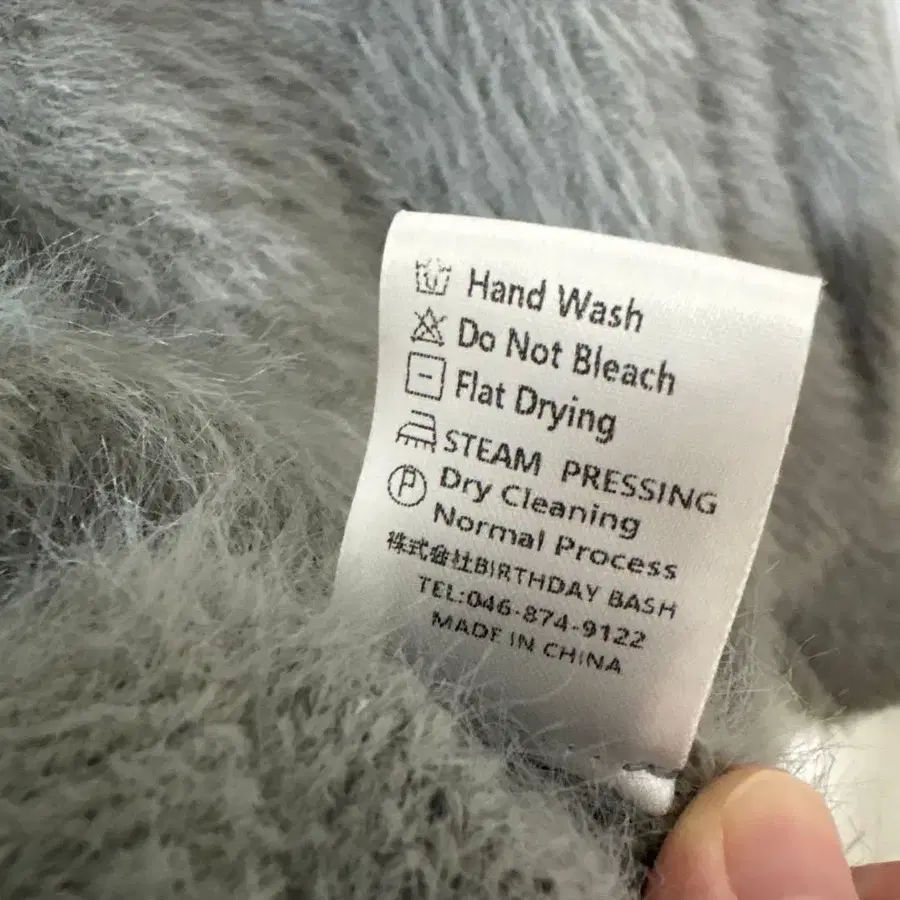 Hand Wash
Do Not Bleach
Flat Drying
STEAM PRESSING
P Dry Cleaning
Normal Process
株式会社BIRTHDAY BASH
TEL:046-874-9122
MADE IN CHINA